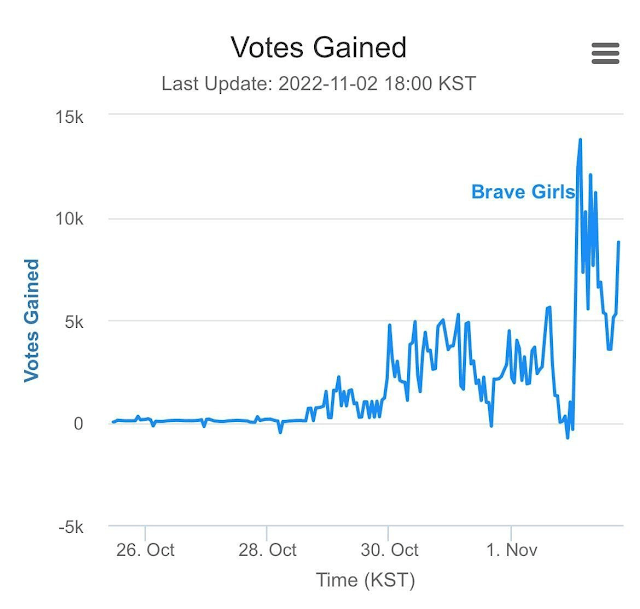 Votes Gained
Last Update: 2022-11-02 18:00 KST
15k
Brave Girls
10k
Votes Gained
5k
0
-5k
26. Oct
28. Oct
30. Oct
1. Nov
Time (KST)